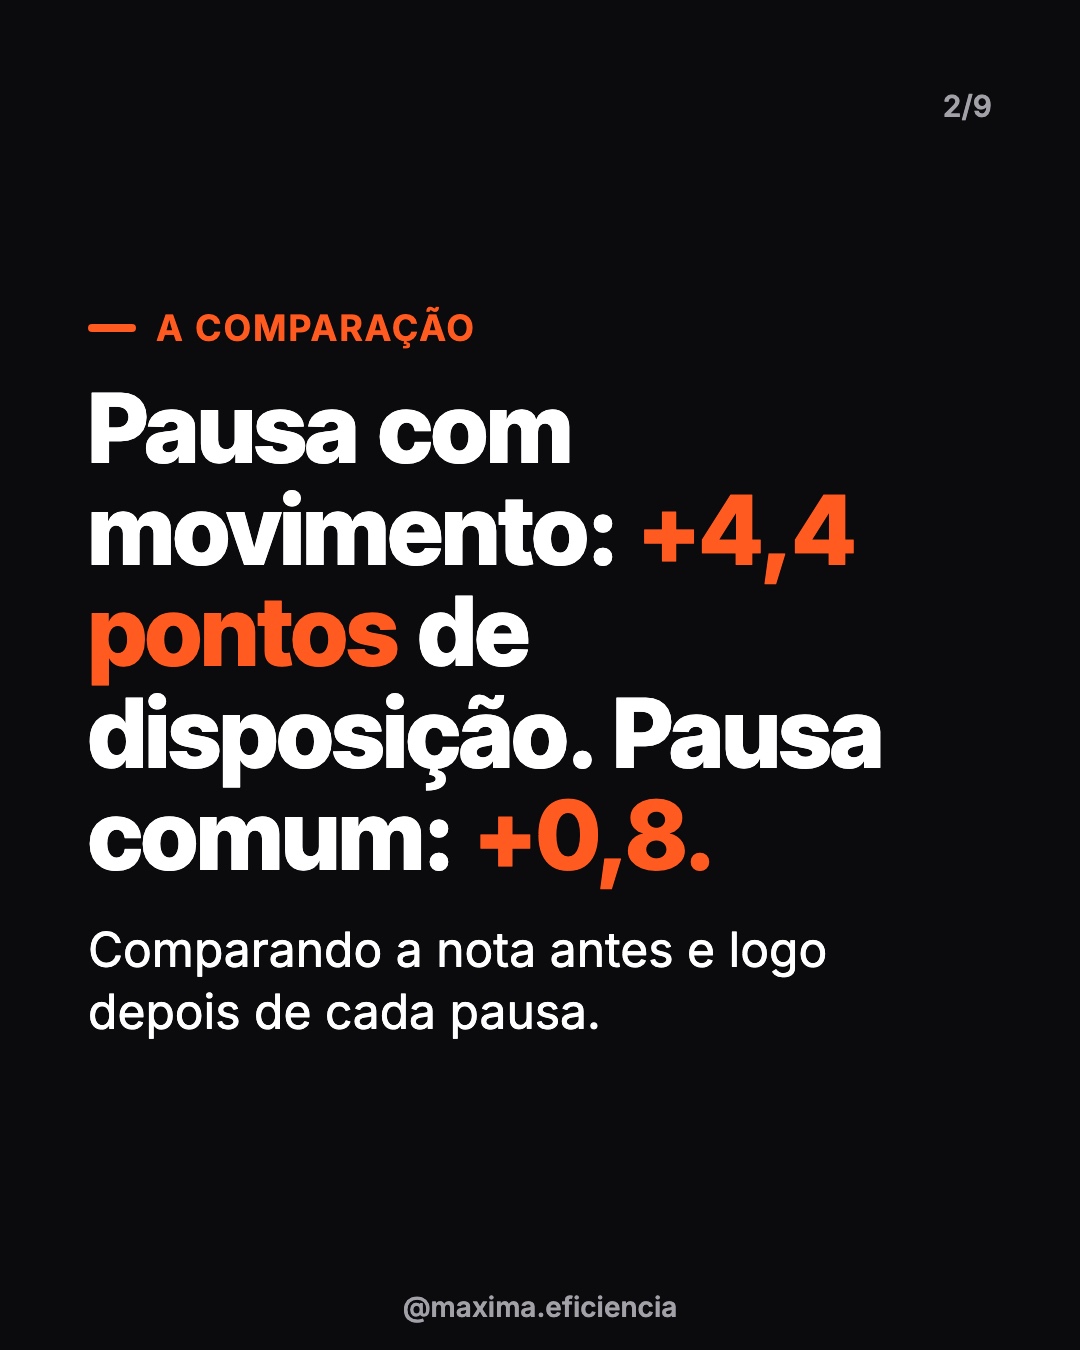 2/9
A COMPARAÇÃO
Pausa com
movimento: +4,4
pontos de
disposição. Pausa
comum: +0,8.
Comparando a nota antes e logo
depois de cada pausa.
@maxima.eficiencia